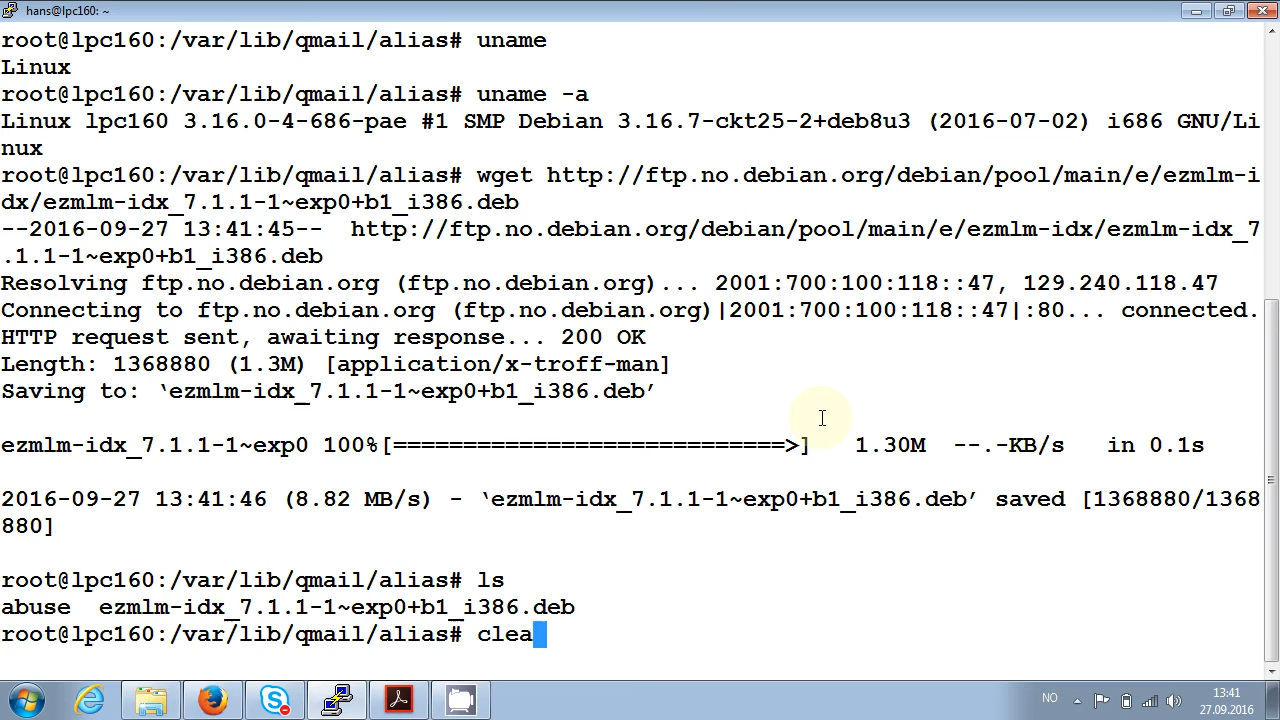 hans@lpc160: ~
root@lpc160:/var/lib/qmail/alias# uname
Linux
root@lpc160:/var/lib/qmail/alias# uname -a
Linux lpc160 3.16.0-4-686-pae #1 SMP Debian 3.16.7-ckt25-2+deb8u3 (2016-07-02) i686 GNU/Li
nux
root@lpc160:/var/lib/qmail/alias# wget http://ftp.no.debian.org/debian/pool/main/e/ezmlm-i
dx/ezmlm-idx_7.1.1-1~exp0+b1_i386.deb
--2016-09-27 13:41:45--  http://ftp.no.debian.org/debian/pool/main/e/ezmlm-idx/ezmlm-idx_7
.1.1-1~exp0+b1_i386.deb
Resolving ftp.no.debian.org (ftp.no.debian.org)... 2001:700:100:118::47, 129.240.118.47
Connecting to ftp.no.debian.org (ftp.no.debian.org)|2001:700:100:118::47|:80... connected.
HTTP request sent, awaiting response... 200 OK
Length: 1368880 (1.3M) [application/x-troff-man]
Saving to: ‘ezmlm-idx_7.1.1-1~exp0+b1_i386.deb’
ezmlm-idx_7.1.1-1~exp0 100%[============================>]   1.30M  --.-KB/s   in 0.1s
2016-09-27 13:41:46 (8.82 MB/s) - ‘ezmlm-idx_7.1.1-1~exp0+b1_i386.deb’ saved [1368880/1368
880]
root@lpc160:/var/lib/qmail/alias# ls
abuse  ezmlm-idx_7.1.1-1~exp0+b1_i386.deb
root@lpc160:/var/lib/qmail/alias# clea
NO
13:41
27.09.2016